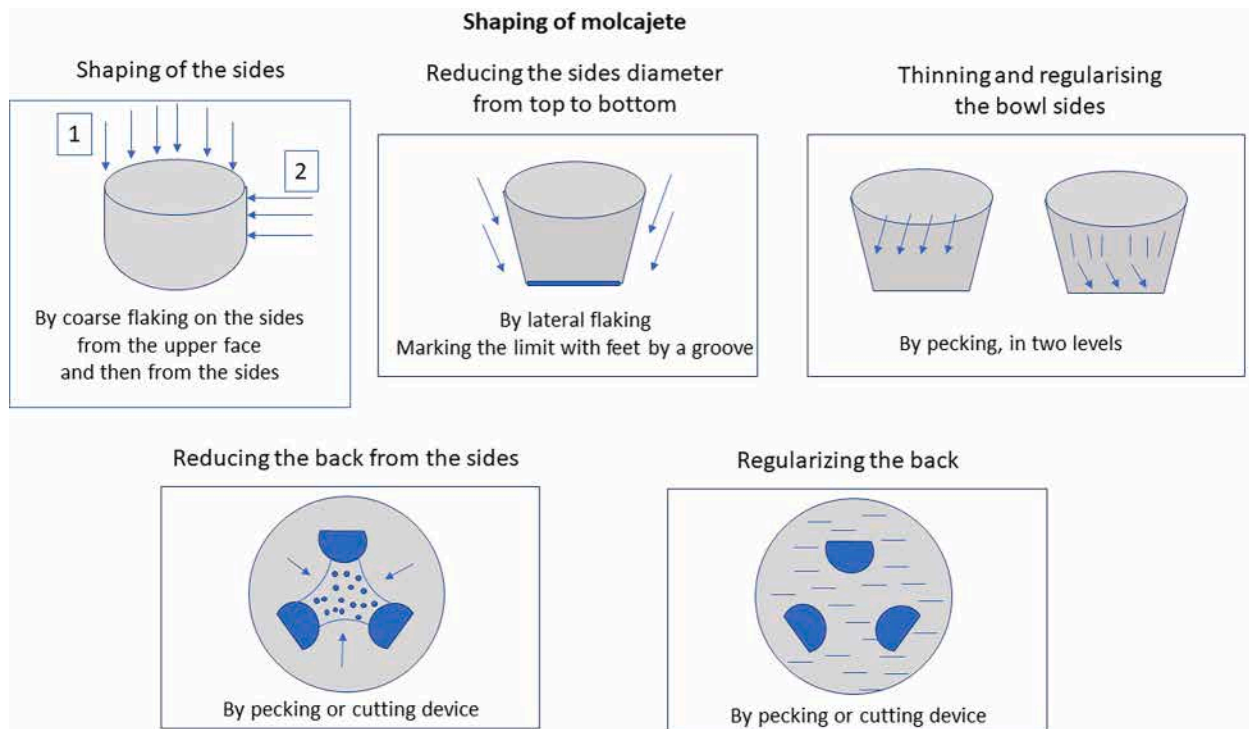 Shaping of molcajete
Shaping of the sides
1
2
By coarse flaking on the sides
from the upper face
and then from the sides
Reducing the sides diameter
from top to bottom
By lateral flaking
Marking the limit with feet by a groove
Thinning and regularising
the bowl sides
By pecking, in two levels
Reducing the back from the sides
By pecking or cutting device
Regularizing the back
By pecking or cutting device